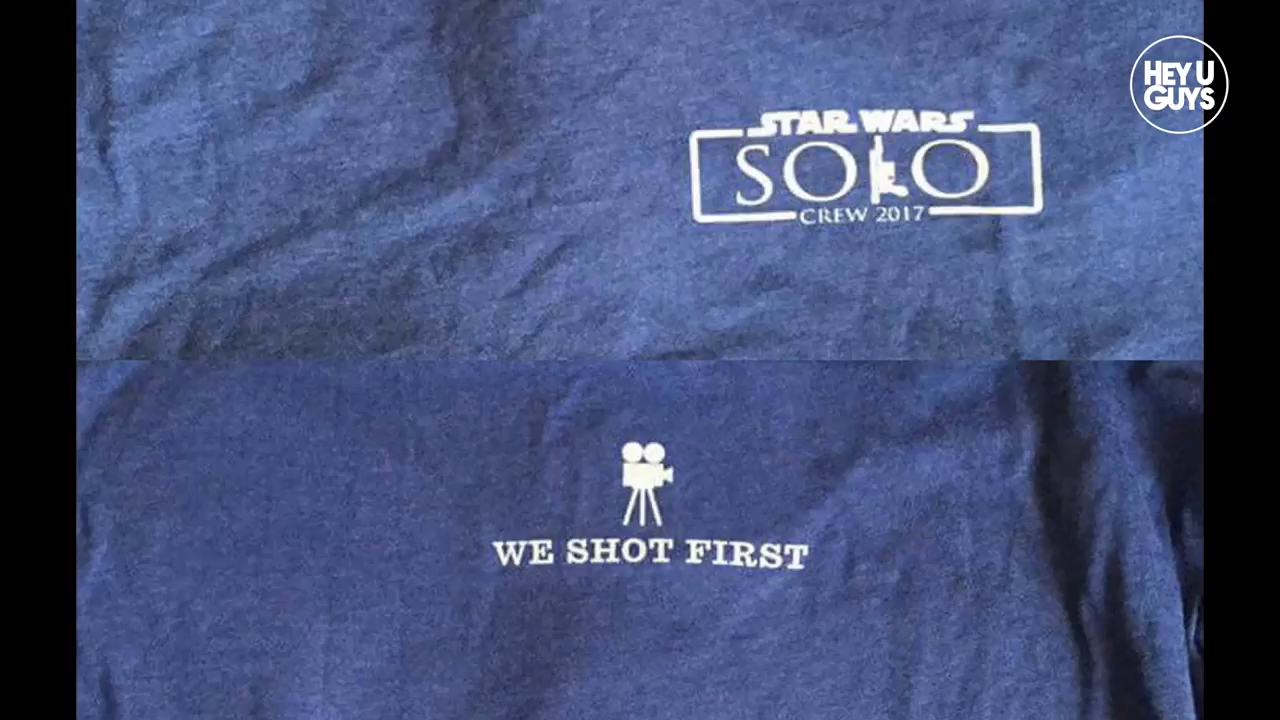 HEY U
GUYS
STAR WARS
SOLO
CREW 2017
WE SHOT FIRST